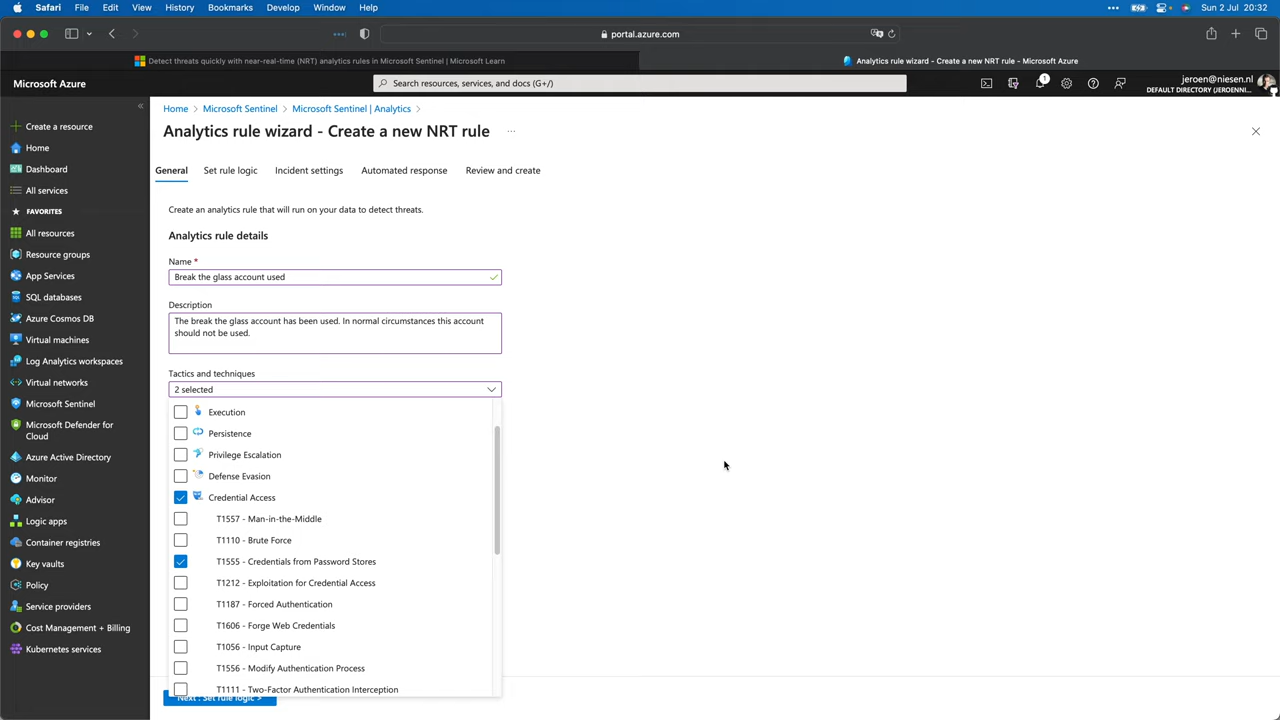 Safari File Edit View History Bookmarks Develop Window Help
Sun 2 Jul 20:32
portal.azure.com
Detect threats quickly with near-real-time (NRT) analytics rules in Microsoft Sentinel | Microsoft Learn
Analytics rule wizard - Create a new NRT rule - Microsoft Azure
Microsoft Azure
Search resources, services, and docs (G+/)
1
jeroen@niesen.nl
DEFAULT DIRECTORY (JEROENNI...
«
Home > Microsoft Sentinel > Microsoft Sentinel | Analytics >
Analytics rule wizard - Create a new NRT rule ...
General Set rule logic Incident settings Automated response Review and create
Create an analytics rule that will run on your data to detect threats.
Analytics rule details
Name *
Break the glass account used
Description
The break the glass account has been used. In normal circumstances this account
should not be used.
Tactics and techniques
2 selected
Execution
Persistence
Privilege Escalation
Defense Evasion
Credential Access
T1557 - Man-in-the-Middle
T1110 - Brute Force
T1555 - Credentials from Password Stores
T1212 - Exploitation for Credential Access
T1187 - Forced Authentication
T1606 - Forge Web Credentials
T1056 - Input Capture
T1556 - Modify Authentication Process
T1111 - Two-Factor Authentication Interception
Next : Set rule logic >
Create a resource
Home
Dashboard
All services
FAVORITES
All resources
Resource groups
App Services
SQL databases
Azure Cosmos DB
Virtual machines
Log Analytics workspaces
Virtual networks
Microsoft Sentinel
Microsoft Defender for
Cloud
Azure Active Directory
Monitor
Advisor
Logic apps
Container registries
Key vaults
Policy
Service providers
Cost Management + Billing
Kubernetes services